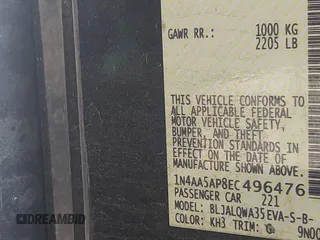 GAWR RR.: 1000 KG
2205 LB
THIS VEHICLE CONFORMS TO
ALL APPLICABLE FEDERAL
MOTOR VEHICLE SAFETY,
BUMPER, AND THEFT
PREVENTION STANDARDS IN
EFFECT ON THE DATE OF
MANUFACTURE SHOWN ABOVE.
1N4AA5AP8EC496476
PASSENGER CAR 221
MODEL: BLJALQWA35EVA-S-B-
COLOR: KH3 TRIM: G 9N00
DREAMBID